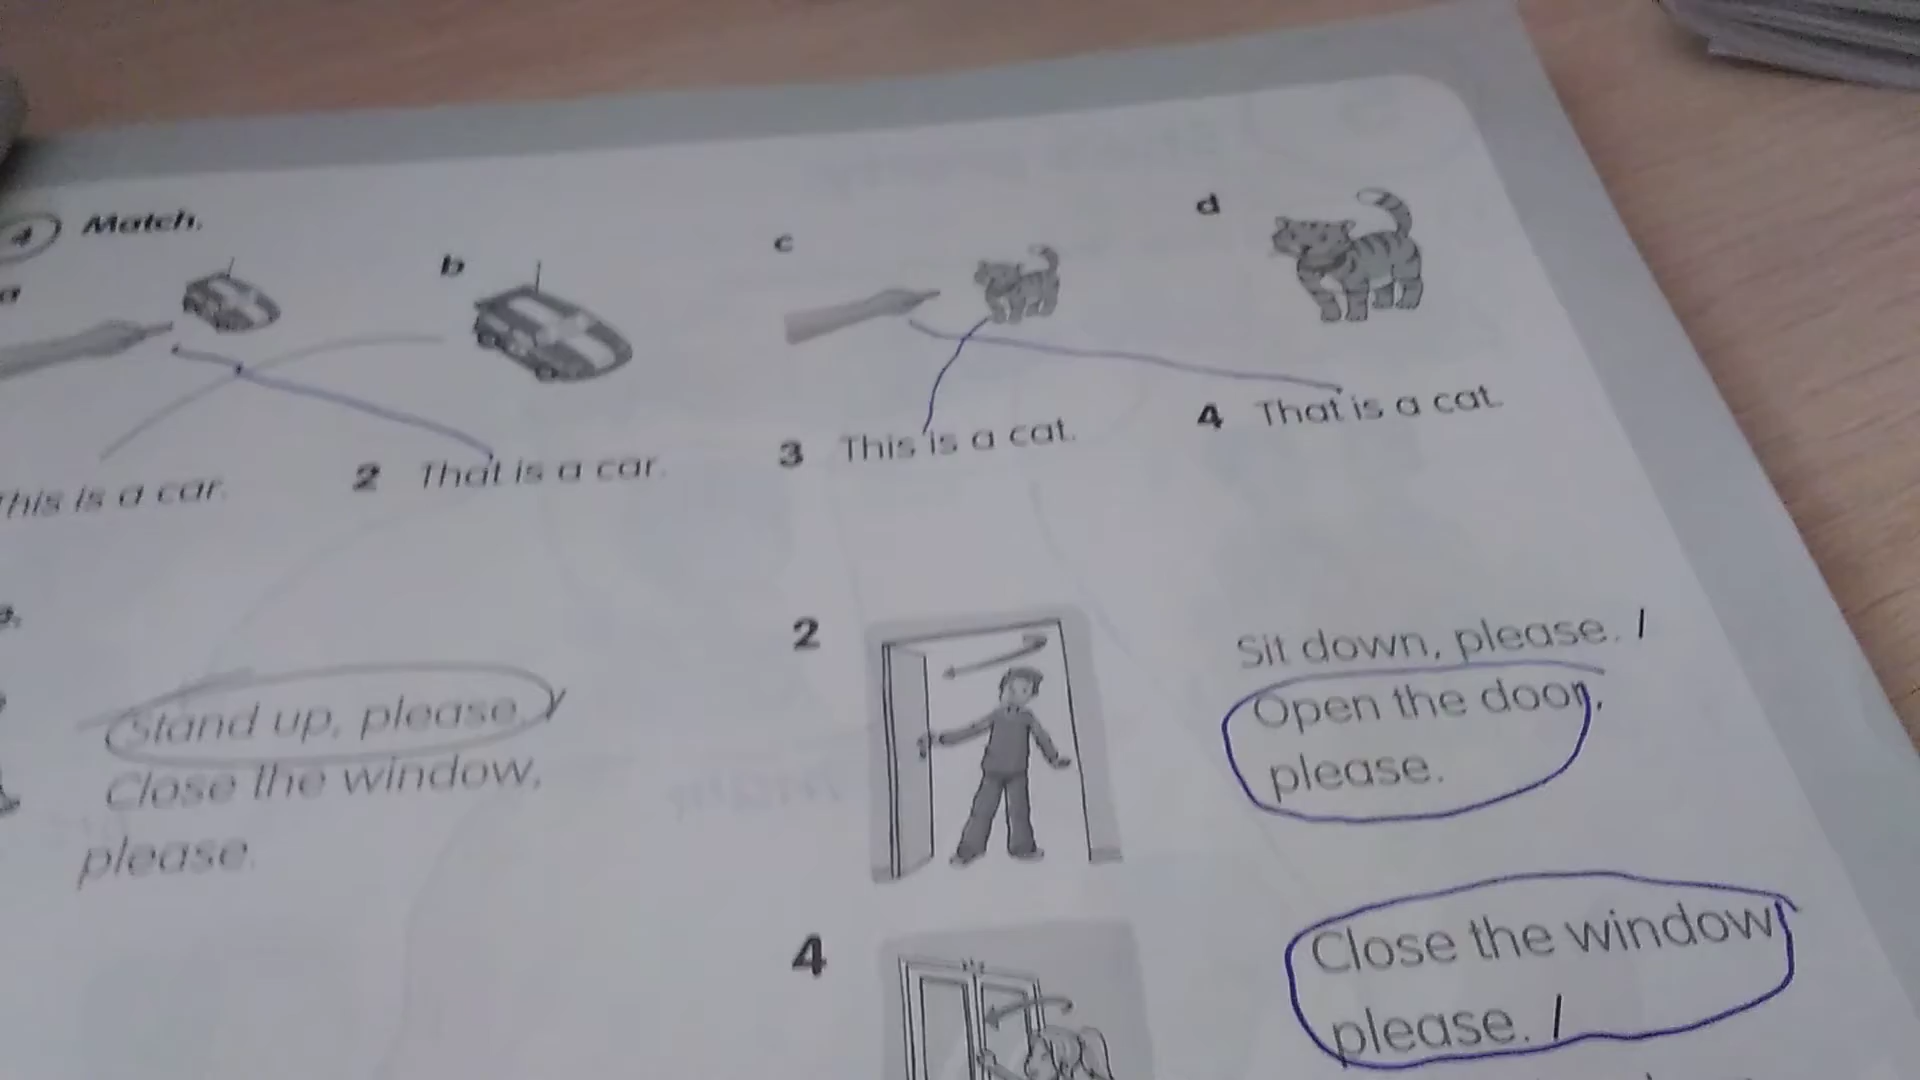 4 Match.
a
b
c
d
This is a car.
2 That is a car.
3 This is a cat.
4 That is a cat.
Stand up, please. /
Close the window,
please.
2
Sit down, please. /
Open the door,
please.
4
Close the window
please. /